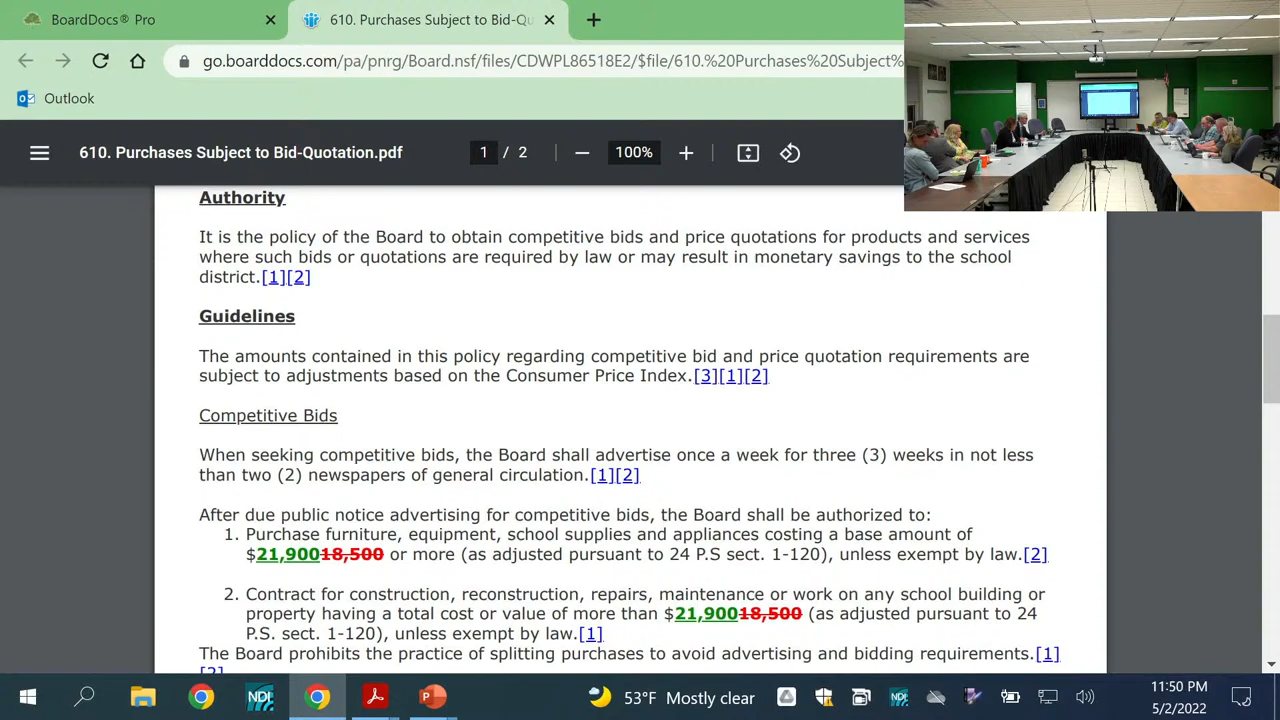 BoardDocs® Pro
610. Purchases Subject to Bid-Qu
go.boarddocs.com/pa/pnrg/Board.nsf/files/CDWPL86518E2/$file/610.%20Purchases%20Subject%
Outlook
610. Purchases Subject to Bid-Quotation.pdf
1 / 2
100%
Authority
It is the policy of the Board to obtain competitive bids and price quotations for products and services
where such bids or quotations are required by law or may result in monetary savings to the school
district.[1][2]
Guidelines
The amounts contained in this policy regarding competitive bid and price quotation requirements are
subject to adjustments based on the Consumer Price Index.[3][1][2]
Competitive Bids
When seeking competitive bids, the Board shall advertise once a week for three (3) weeks in not less
than two (2) newspapers of general circulation.[1][2]
After due public notice advertising for competitive bids, the Board shall be authorized to:
1. Purchase furniture, equipment, school supplies and appliances costing a base amount of
$21,90018,500 or more (as adjusted pursuant to 24 P.S sect. 1-120), unless exempt by law.[2]
2. Contract for construction, reconstruction, repairs, maintenance or work on any school building or
property having a total cost or value of more than $21,90018,500 (as adjusted pursuant to 24
P.S. sect. 1-120), unless exempt by law.[1]
The Board prohibits the practice of splitting purchases to avoid advertising and bidding requirements.[1]
[2]
NDI
53°F Mostly clear
NDI
11:50 PM
5/2/2022